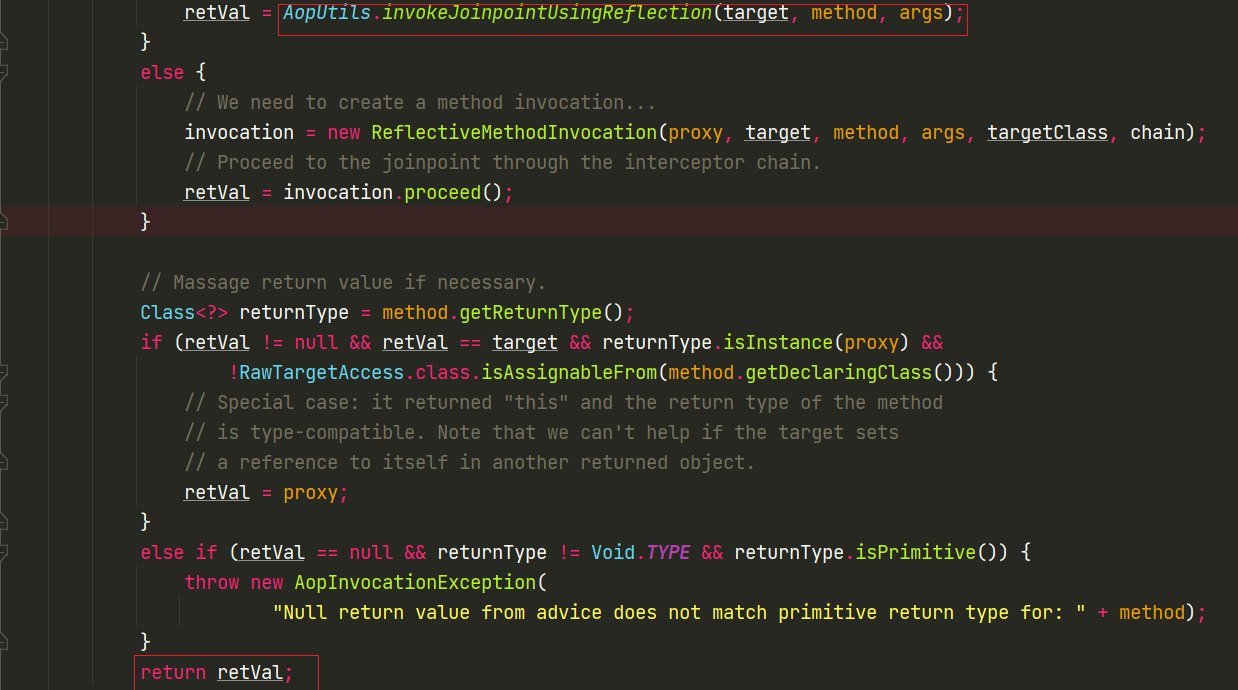 retVal = AopUtils.invokeJoinpointUsingReflection(target, method, args);
}
else {
// We need to create a method invocation...
invocation = new ReflectiveMethodInvocation(proxy, target, method, args, targetClass, chain);
// Proceed to the joinpoint through the interceptor chain.
retVal = invocation.proceed();
}
// Massage return value if necessary.
Class<?> returnType = method.getReturnType();
if (retVal != null && retVal == target && returnType.isInstance(proxy) &&
!RawTargetAccess.class.isAssignableFrom(method.getDeclaringClass())) {
// Special case: it returned "this" and the return type of the method
// is type-compatible. Note that we can't help if the target sets
// a reference to itself in another returned object.
retVal = proxy;
}
else if (retVal == null && returnType != Void.TYPE && returnType.isPrimitive()) {
throw new AopInvocationException(
"Null return value from advice does not match primitive return type for: " + method);
}
return retVal;